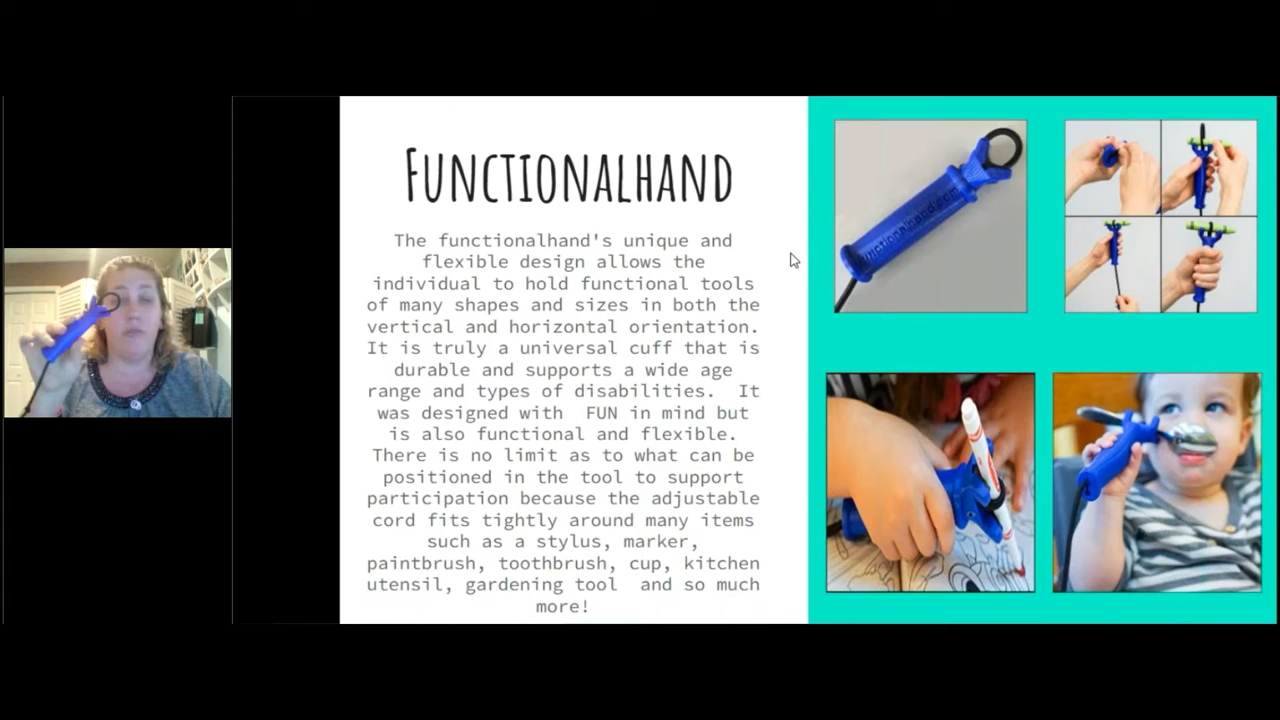 FUNCTIONALHAND
The functionalhand's unique and
flexible design allows the
individual to hold functional tools
of many shapes and sizes in both the
vertical and horizontal orientation.
It is truly a universal cuff that is
durable and supports a wide age
range and types of disabilities. It
was designed with FUN in mind but
is also functional and flexible.
There is no limit as to what can be
positioned in the tool to support
participation because the adjustable
cord fits tightly around many items
such as a stylus, marker,
paintbrush, toothbrush, cup, kitchen
utensil, gardening tool and so much
more!
functionalhand.com